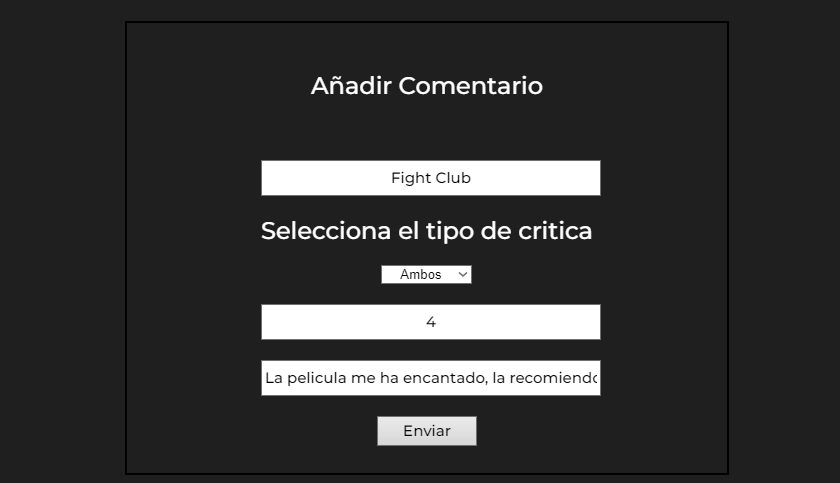 Añadir Comentario
Fight Club
Selecciona el tipo de critica
Ambos
4
La pelicula me ha encantado, la recomiendo
Enviar